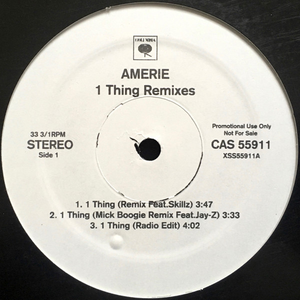 COLUMBIA
AMERIE
1 Thing Remixes
33 3/1RPM
STEREO
Side 1
Promotional Use Only
Not For Sale
CAS 55911
XSS55911A
1. 1 Thing (Remix Feat.Skillz) 3:47
2. 1 Thing (Mick Boogie Remix Feat.Jay-Z) 3:33
3. 1 Thing (Radio Edit) 4:02